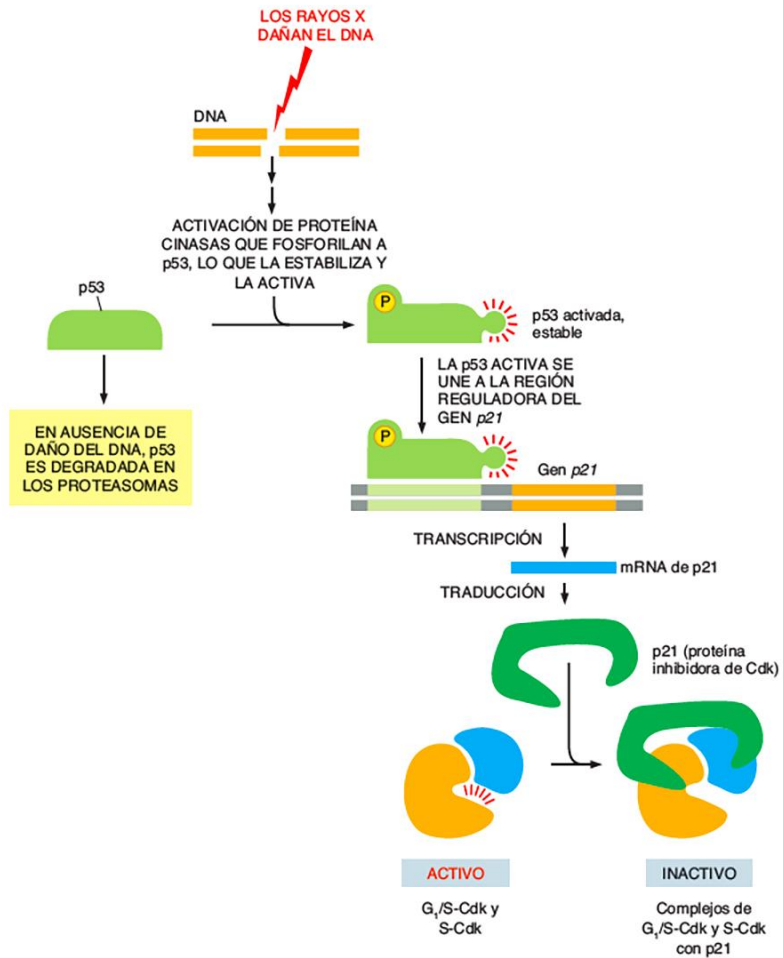 LOS RAYOS X
DAÑAN EL DNA
DNA
ACTIVACIÓN DE PROTEÍNA
CINASAS QUE FOSFORILAN A
p53, LO QUE LA ESTABILIZA Y
LA ACTIVA
p53
P
p53 activada,
estable
LA p53 ACTIVA SE
UNE A LA REGIÓN
REGULADORA DEL
GEN p21
EN AUSENCIA DE
DAÑO DEL DNA, p53
ES DEGRADADA EN
LOS PROTEASOMAS
P
Gen p21
TRANSCRIPCIÓN
mRNA de p21
TRADUCCIÓN
p21 (proteína
inhibidora de Cdk)
ACTIVO
INACTIVO
G₁/S-Cdk y
S-Cdk
Complejos de
G₁/S-Cdk y S-Cdk
con p21